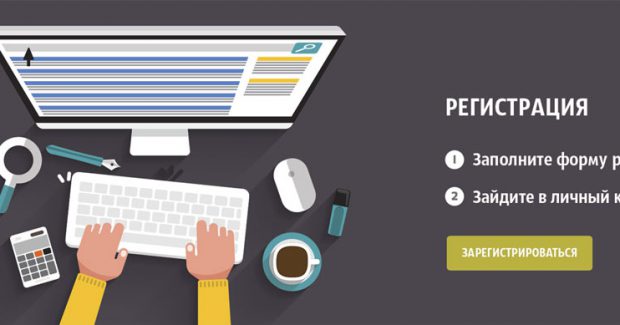 РЕГИСТРАЦИЯ
1 Заполните форму
2 Зайдите в личный
ЗАРЕГИСТРИРОВАТЬСЯ